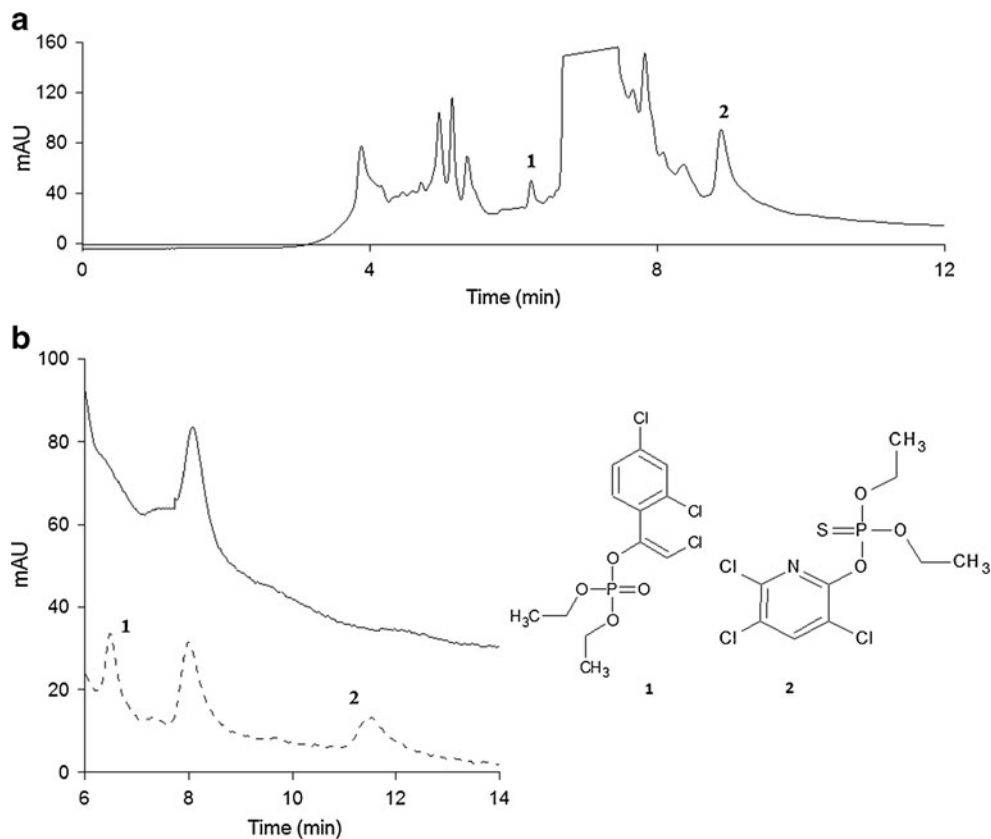 a
160
120
80
40
0
mAU
1
2
0 4 8 12
Time (min)
b
100
80
60
40
20
0
mAU
1
2
6 8 10 12 14
Time (min)
Cl
Cl
Cl
O
O P O
H₃C O
CH₃
1
CH₃
O
S P O
CH₃
Cl N O
Cl Cl
2